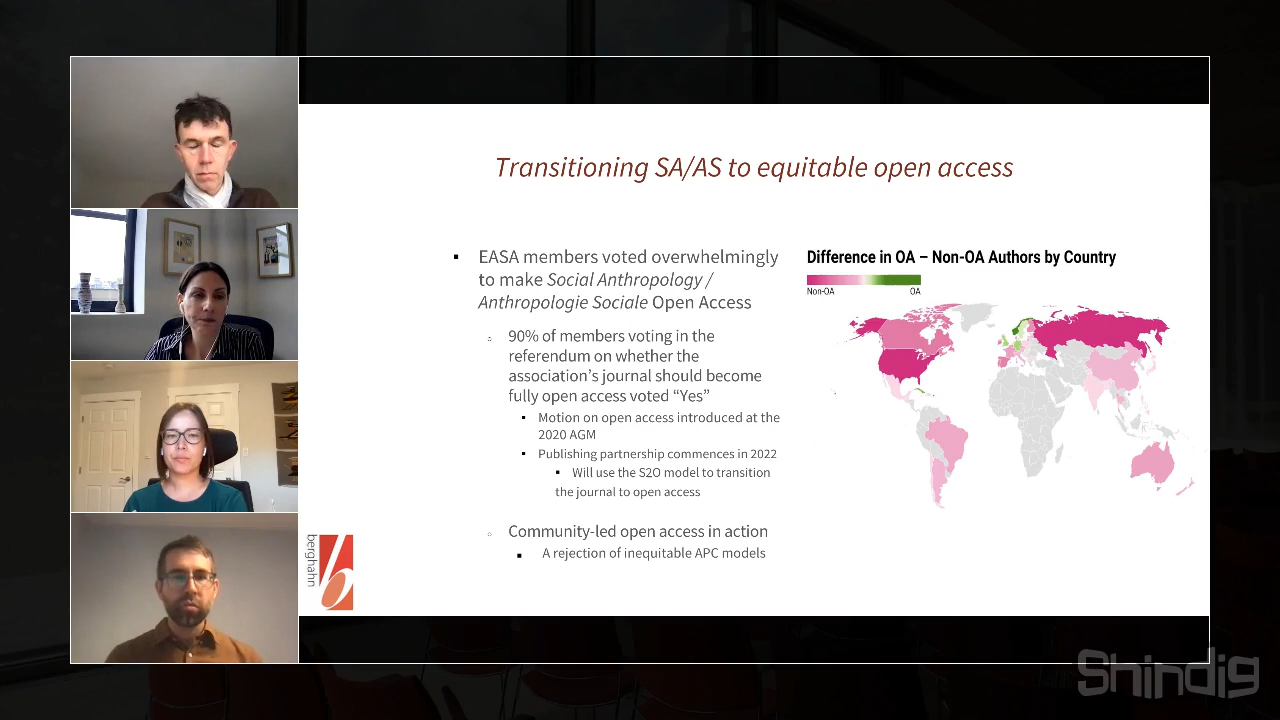 Transitioning SA/AS to equitable open access
▪ EASA members voted overwhelmingly
to make Social Anthropology /
Anthropologie Sociale Open Access
○ 90% of members voting in the
referendum on whether the
association's journal should become
fully open access voted “Yes”
▪ Motion on open access introduced at the
2020 AGM
▪ Publishing partnership commences in 2022
▪ Will use the S2O model to transition
the journal to open access
○ Community-led open access in action
▪ A rejection of inequitable APC models
Difference in OA – Non-OA Authors by Country
Non-OA OA
berghahn
b
Shindig